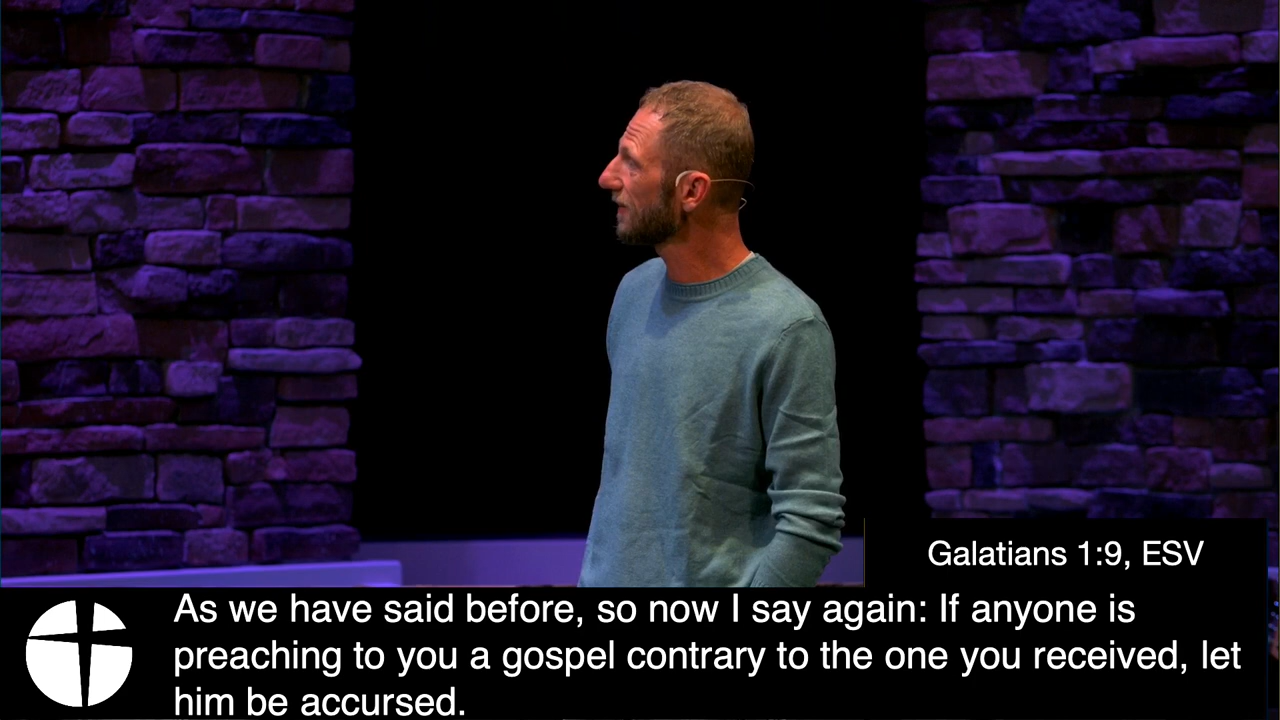 Galatians 1:9, ESV
As we have said before, so now I say again: If anyone is
preaching to you a gospel contrary to the one you received, let
him be accursed.